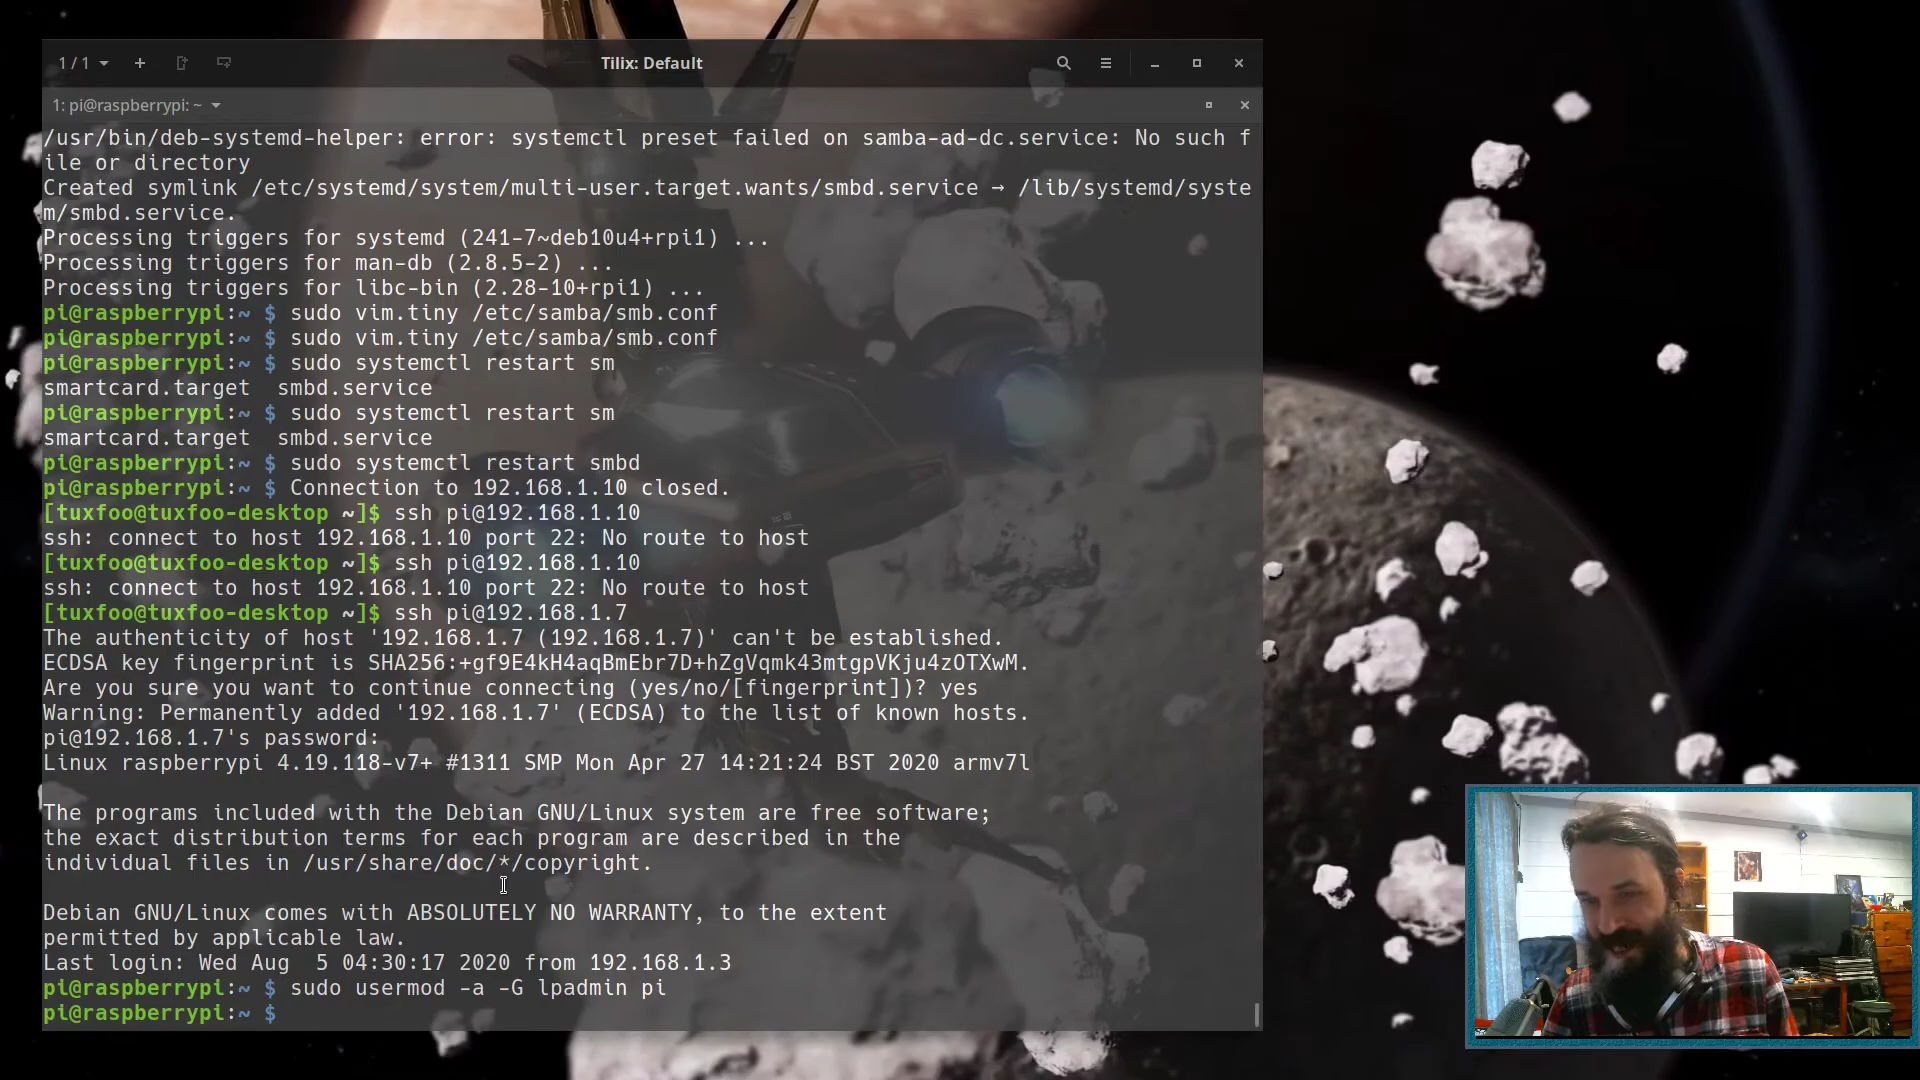 1 / 1
Tilix: Default
1: pi@raspberrypi: ~
/usr/bin/deb-systemd-helper: error: systemctl preset failed on samba-ad-dc.service: No such f
ile or directory
Created symlink /etc/systemd/system/multi-user.target.wants/smbd.service → /lib/systemd/syste
m/smbd.service.
Processing triggers for systemd (241-7~deb10u4+rpi1) ...
Processing triggers for man-db (2.8.5-2) ...
Processing triggers for libc-bin (2.28-10+rpi1) ...
pi@raspberrypi:~ $ sudo vim.tiny /etc/samba/smb.conf
pi@raspberrypi:~ $ sudo vim.tiny /etc/samba/smb.conf
pi@raspberrypi:~ $ sudo systemctl restart sm
smartcard.target  smbd.service
pi@raspberrypi:~ $ sudo systemctl restart sm
smartcard.target  smbd.service
pi@raspberrypi:~ $ sudo systemctl restart smbd
pi@raspberrypi:~ $ Connection to 192.168.1.10 closed.
[tuxfoo@tuxfoo-desktop ~]$ ssh pi@192.168.1.10
ssh: connect to host 192.168.1.10 port 22: No route to host
[tuxfoo@tuxfoo-desktop ~]$ ssh pi@192.168.1.10
ssh: connect to host 192.168.1.10 port 22: No route to host
[tuxfoo@tuxfoo-desktop ~]$ ssh pi@192.168.1.7
The authenticity of host '192.168.1.7 (192.168.1.7)' can't be established.
ECDSA key fingerprint is SHA256:+gf9E4kH4aqBmEbr7D+hZgVqmk43mtgpVKju4zOTXwM.
Are you sure you want to continue connecting (yes/no/[fingerprint])? yes
Warning: Permanently added '192.168.1.7' (ECDSA) to the list of known hosts.
pi@192.168.1.7's password:
Linux raspberrypi 4.19.118-v7+ #1311 SMP Mon Apr 27 14:21:24 BST 2020 armv7l
The programs included with the Debian GNU/Linux system are free software;
the exact distribution terms for each program are described in the
individual files in /usr/share/doc/*/copyright.
Debian GNU/Linux comes with ABSOLUTELY NO WARRANTY, to the extent
permitted by applicable law.
Last login: Wed Aug  5 04:30:17 2020 from 192.168.1.3
pi@raspberrypi:~ $ sudo usermod -a -G lpadmin pi
pi@raspberrypi:~ $